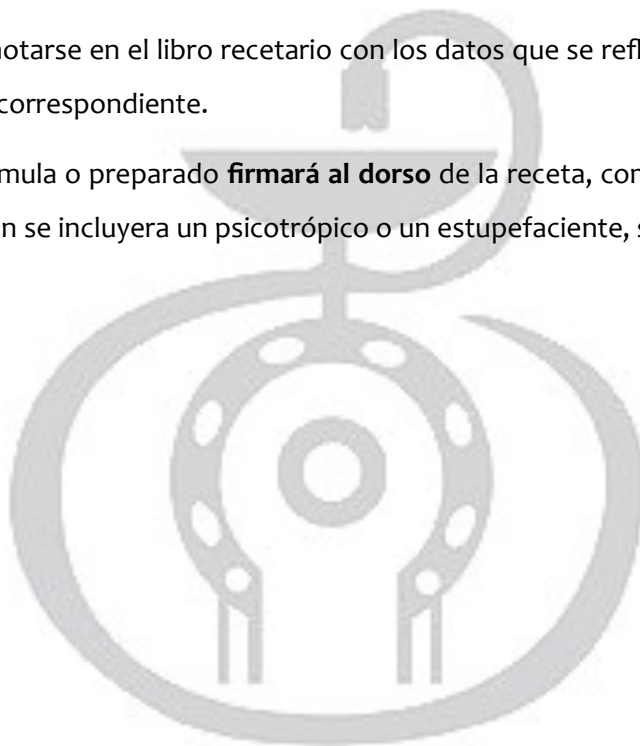 notarse en el libro recetario con los datos que se refl
correspondiente.
mula o preparado firmará al dorso de la receta, con
n se incluyera un psicotrópico o un estupefaciente, s